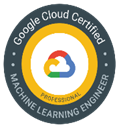 Google Cloud Certified
PROFESSIONAL
MACHINE LEARNING ENGINEER